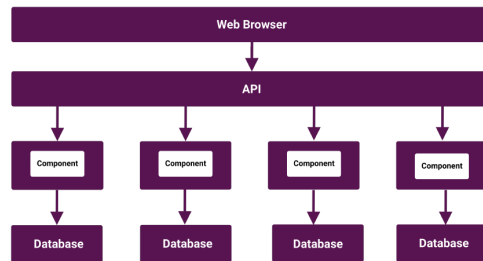 Web Browser
API
Component Component Component Component
Database Database Database Database